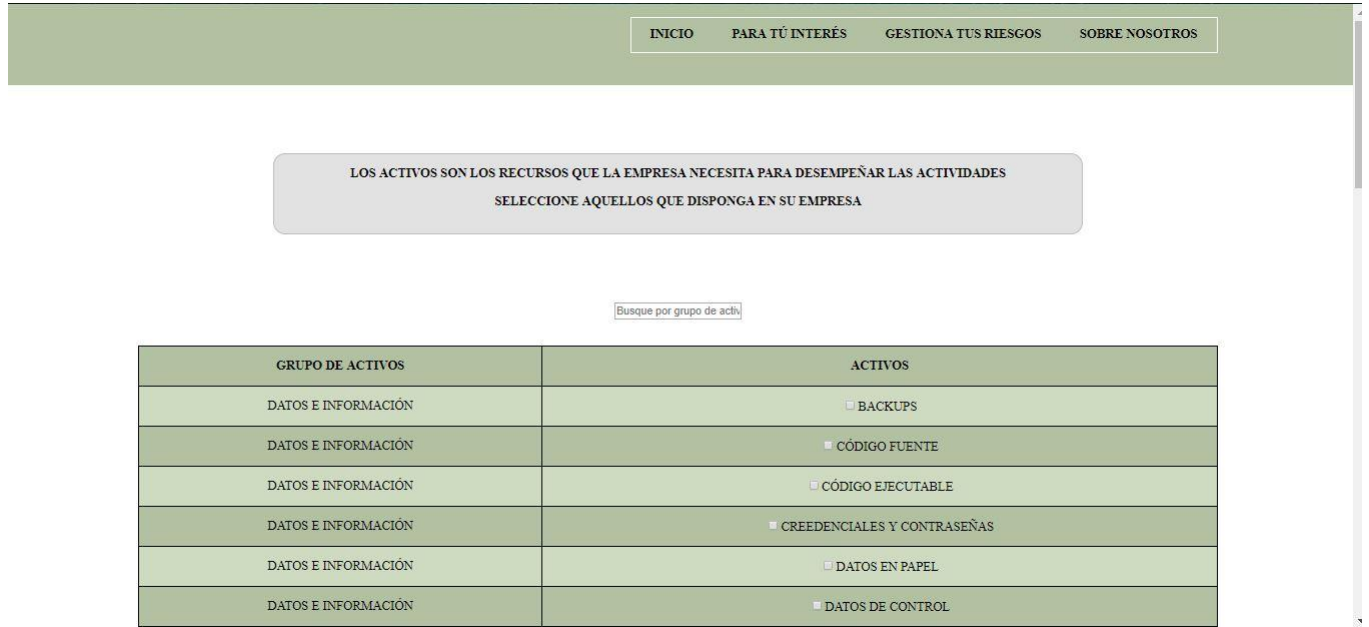 INICIO PARA TÚ INTERÉS GESTIONA TUS RIESGOS SOBRE NOSOTROS
LOS ACTIVOS SON LOS RECURSOS QUE LA EMPRESA NECESITA PARA DESEMPEÑAR LAS ACTIVIDADES
SELECCIONE AQUELLOS QUE DISPONGA EN SU EMPRESA
Busque por grupo de activ
GRUPO DE ACTIVOS ACTIVOS
DATOS E INFORMACIÓN BACKUPS
DATOS E INFORMACIÓN CÓDIGO FUENTE
DATOS E INFORMACIÓN CÓDIGO EJECUTABLE
DATOS E INFORMACIÓN CREEDENCIALES Y CONTRASEÑAS
DATOS E INFORMACIÓN DATOS EN PAPEL
DATOS E INFORMACIÓN DATOS DE CONTROL